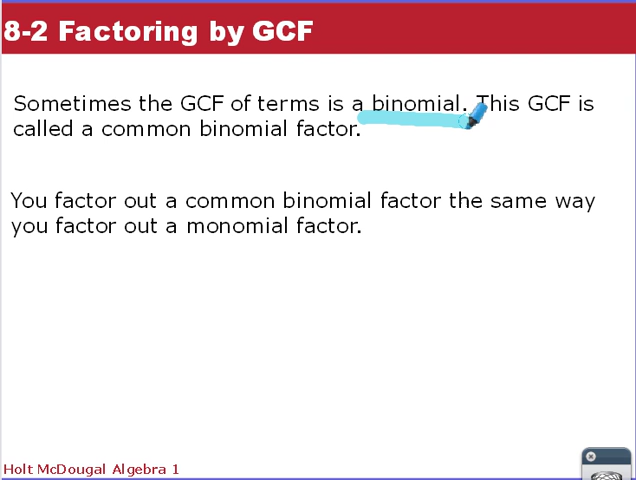 8-2 Factoring by GCF
Sometimes the GCF of terms is a binomial. This GCF is
called a common binomial factor.
You factor out a common binomial factor the same way
you factor out a monomial factor.
Holt McDougal Algebra 1